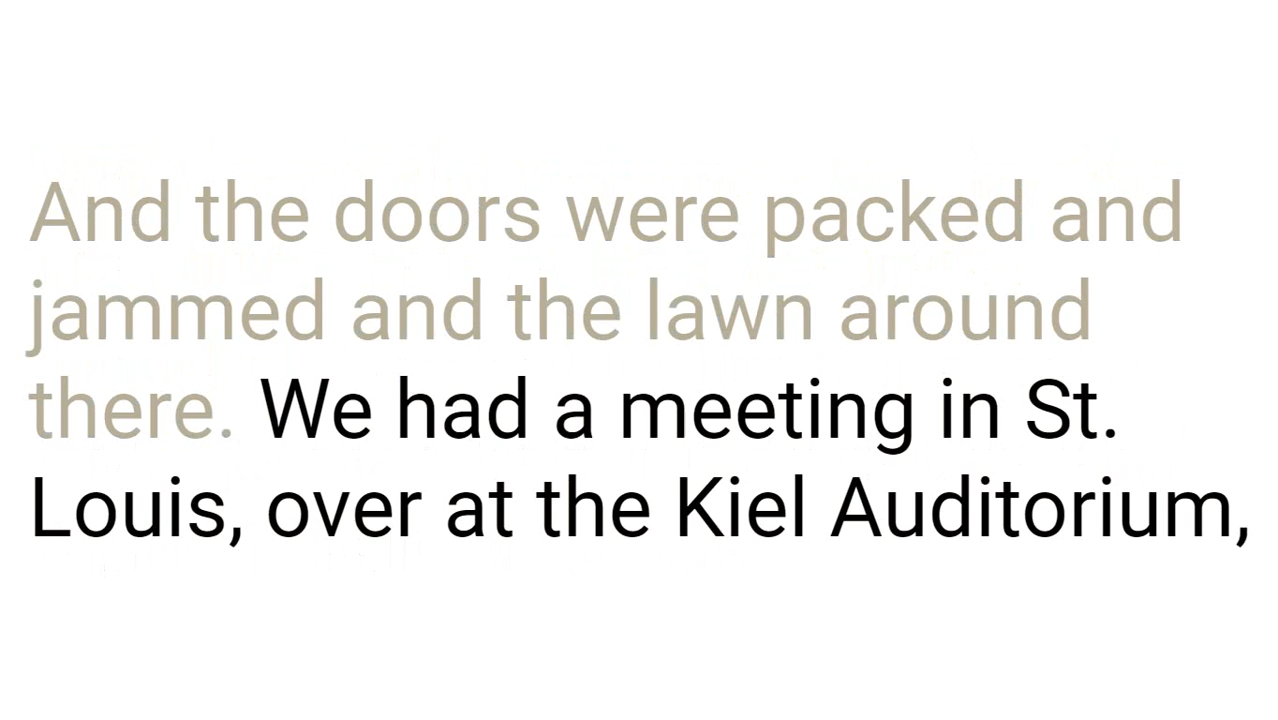 And the doors were packed and
jammed and the lawn around
there. We had a meeting in St.
Louis, over at the Kiel Auditorium,